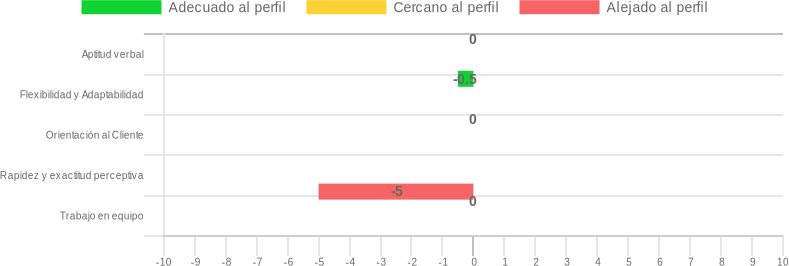 Adecuado al perfil Cercano al perfil Alejado al perfil
0
Aptitud verbal
-0.5
Flexibilidad y Adaptabilidad
0
Orientación al Cliente
Rapidez y exactitud perceptiva
-5
0
Trabajo en equipo
-10 -9 -8 -7 -6 -5 -4 -3 -2 -1 0 1 2 3 4 5 6 7 8 9 10